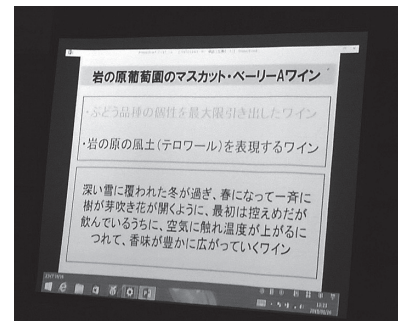 岩の原葡萄園のマスカット・ベーリーAワイン
・ぶどう品種の個性を最大限引き出したワイン
・岩の原の風土(テロワール)を表現するワイン
深い雪に覆われた冬が過ぎ、春になって一斉に
樹が芽吹き花が開くように、最初は控えめだが
飲んでいるうちに、空気に触れ温度が上がるに
つれて、香味が豊かに広がっていくワイン